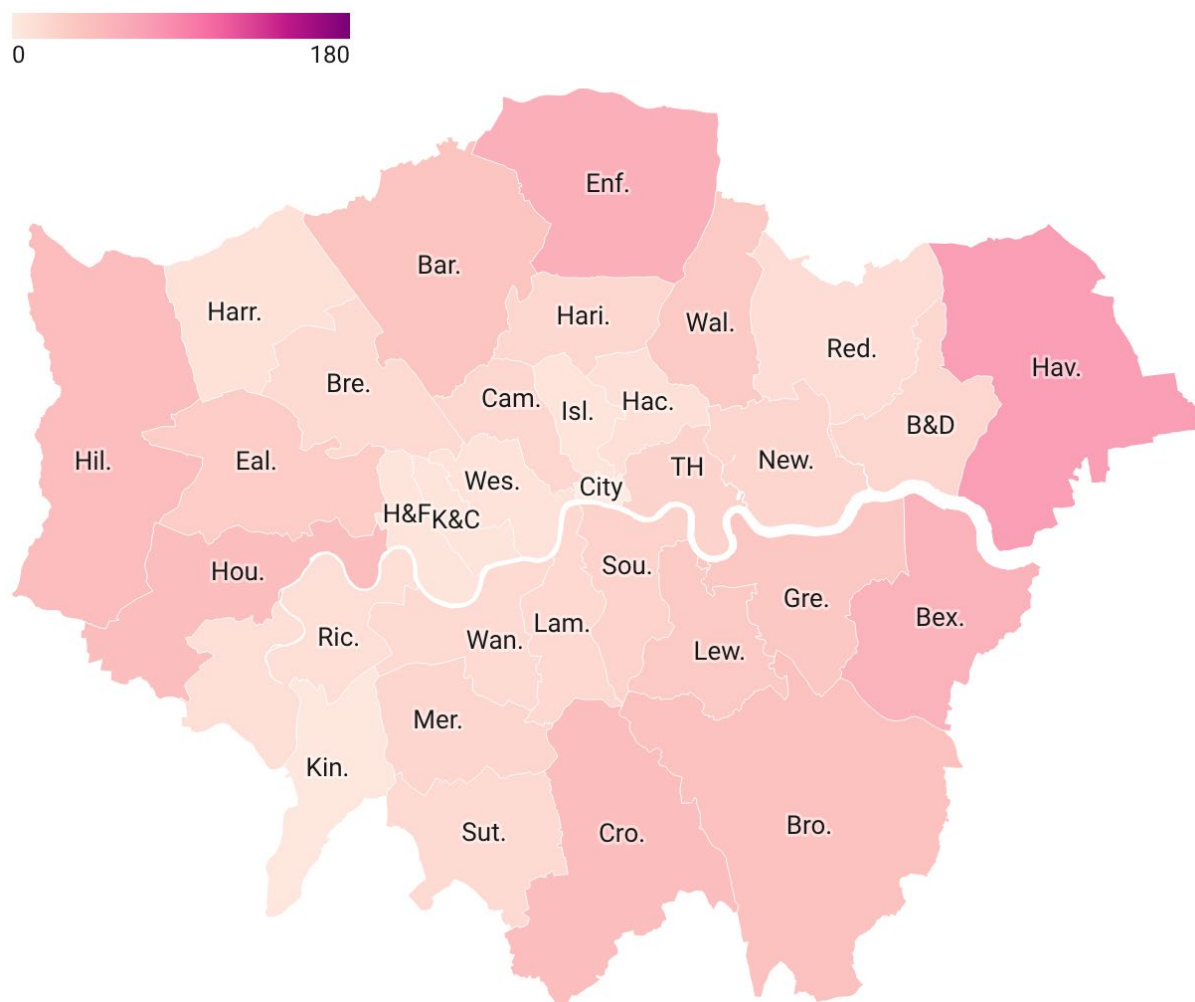 0 180
Enf.
Bar.
Harr.
Hari.
Wal.
Red.
Hav.
Bre.
Cam.
Isl.
Hac.
B&D
Hil.
Eal.
Wes.
City
TH
New.
H&F
K&C
Hou.
Sou.
Gre.
Bex.
Ric.
Wan.
Lam.
Lew.
Mer.
Kin.
Sut.
Cro.
Bro.